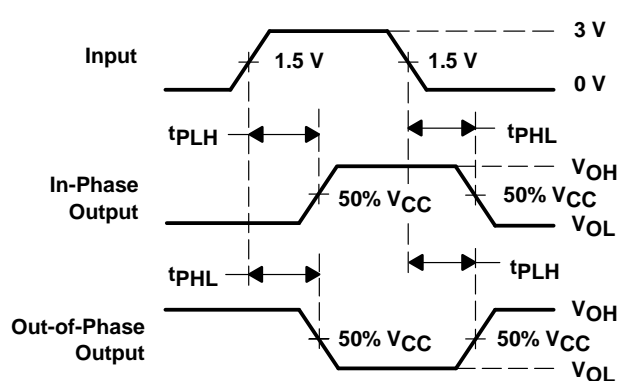 3 V
Input
1.5 V
1.5 V
0 V
tPLH
tPHL
VOH
In-Phase
Output
50% VCC
50% VCC
VOL
tPHL
tPLH
VOH
Out-of-Phase
Output
50% VCC
50% VCC
VOL